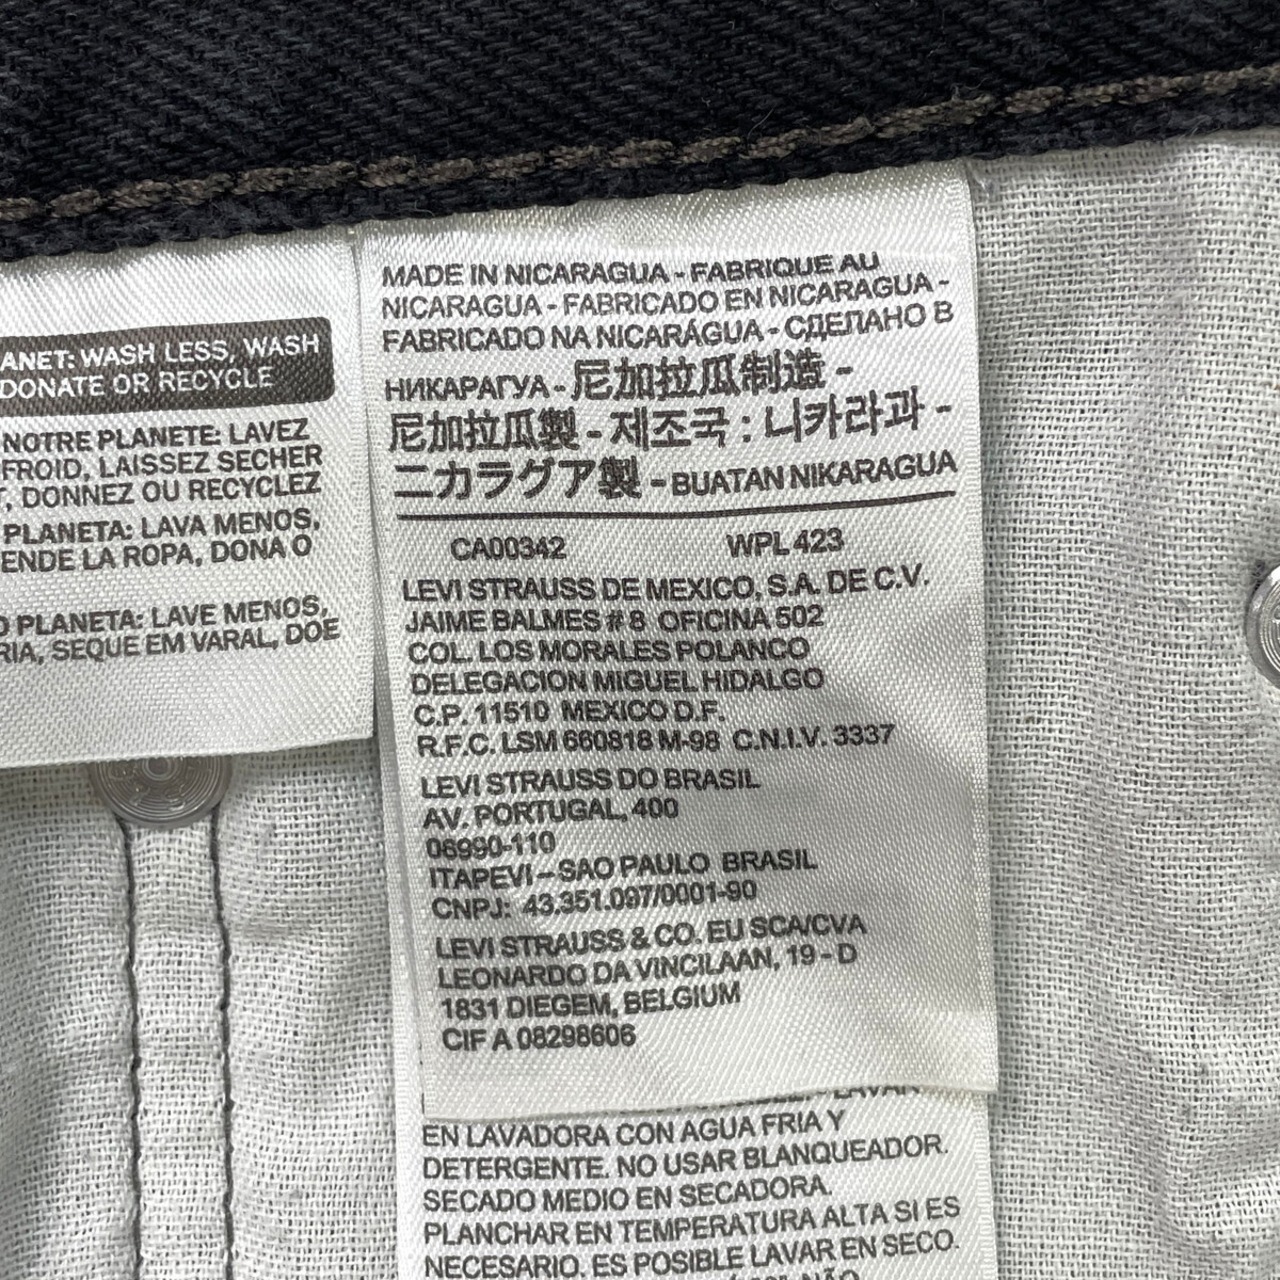 ANET: WASH LESS, WASH
DONATE OR RECYCLE
NOTRE PLANETE: LAVEZ
FROID, LAISSEZ SECHER
, DONNEZ OU RECYCLEZ
PLANETA: LAVA MENOS,
ENDE LA ROPA, DONA O
O PLANETA: LAVE MENOS,
RIA, SEQUE EM VARAL, DOE
MADE IN NICARAGUA - FABRIQUE AU
NICARAGUA - FABRICADO EN NICARAGUA -
FABRICADO NA NICARÁGUA - СДЕЛАНО В
НИКАРАГУА - 尼加拉瓜制造 -
尼加拉瓜製 - 제조국 : 니카라과 -
ニカラグア製 - BUATAN NIKARAGUA
CA00342 WPL 423
LEVI STRAUSS DE MEXICO, S.A. DE C.V.
JAIME BALMES # 8 OFICINA 502
COL. LOS MORALES POLANCO
DELEGACION MIGUEL HIDALGO
C.P. 11510 MEXICO D.F.
R.F.C. LSM 660818 M-98 C.N.I.V. 3337
LEVI STRAUSS DO BRASIL
AV. PORTUGAL, 400
06690-110
ITAPEVI – SAO PAULO BRASIL
CNPJ: 43.351.097/0001-90
LEVI STRAUSS & CO. EU SCA/CVA
LEONARDO DA VINCILAAN, 19 - D
1831 DIEGEM, BELGIUM
CIF A 08298606
LAVAR
EN LAVADORA CON AGUA FRIA Y
DETERGENTE. NO USAR BLANQUEADOR.
SECADO MEDIO EN SECADORA.
PLANCHAR EN TEMPERATURA ALTA SI ES
NECESARIO. ES POSIBLE LAVAR EN SECO.
NÃO